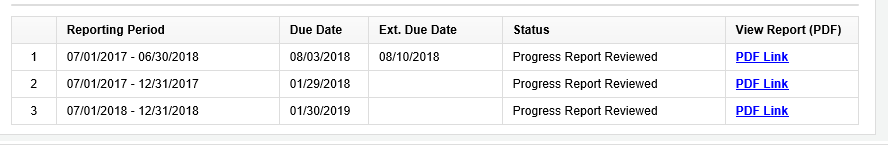 Reporting Period Due Date Ext. Due Date Status View Report (PDF)
1 07/01/2017 - 06/30/2018 08/03/2018 08/10/2018 Progress Report Reviewed PDF Link
2 07/01/2017 - 12/31/2017 01/29/2018 Progress Report Reviewed PDF Link
3 07/01/2018 - 12/31/2018 01/30/2019 Progress Report Reviewed PDF Link